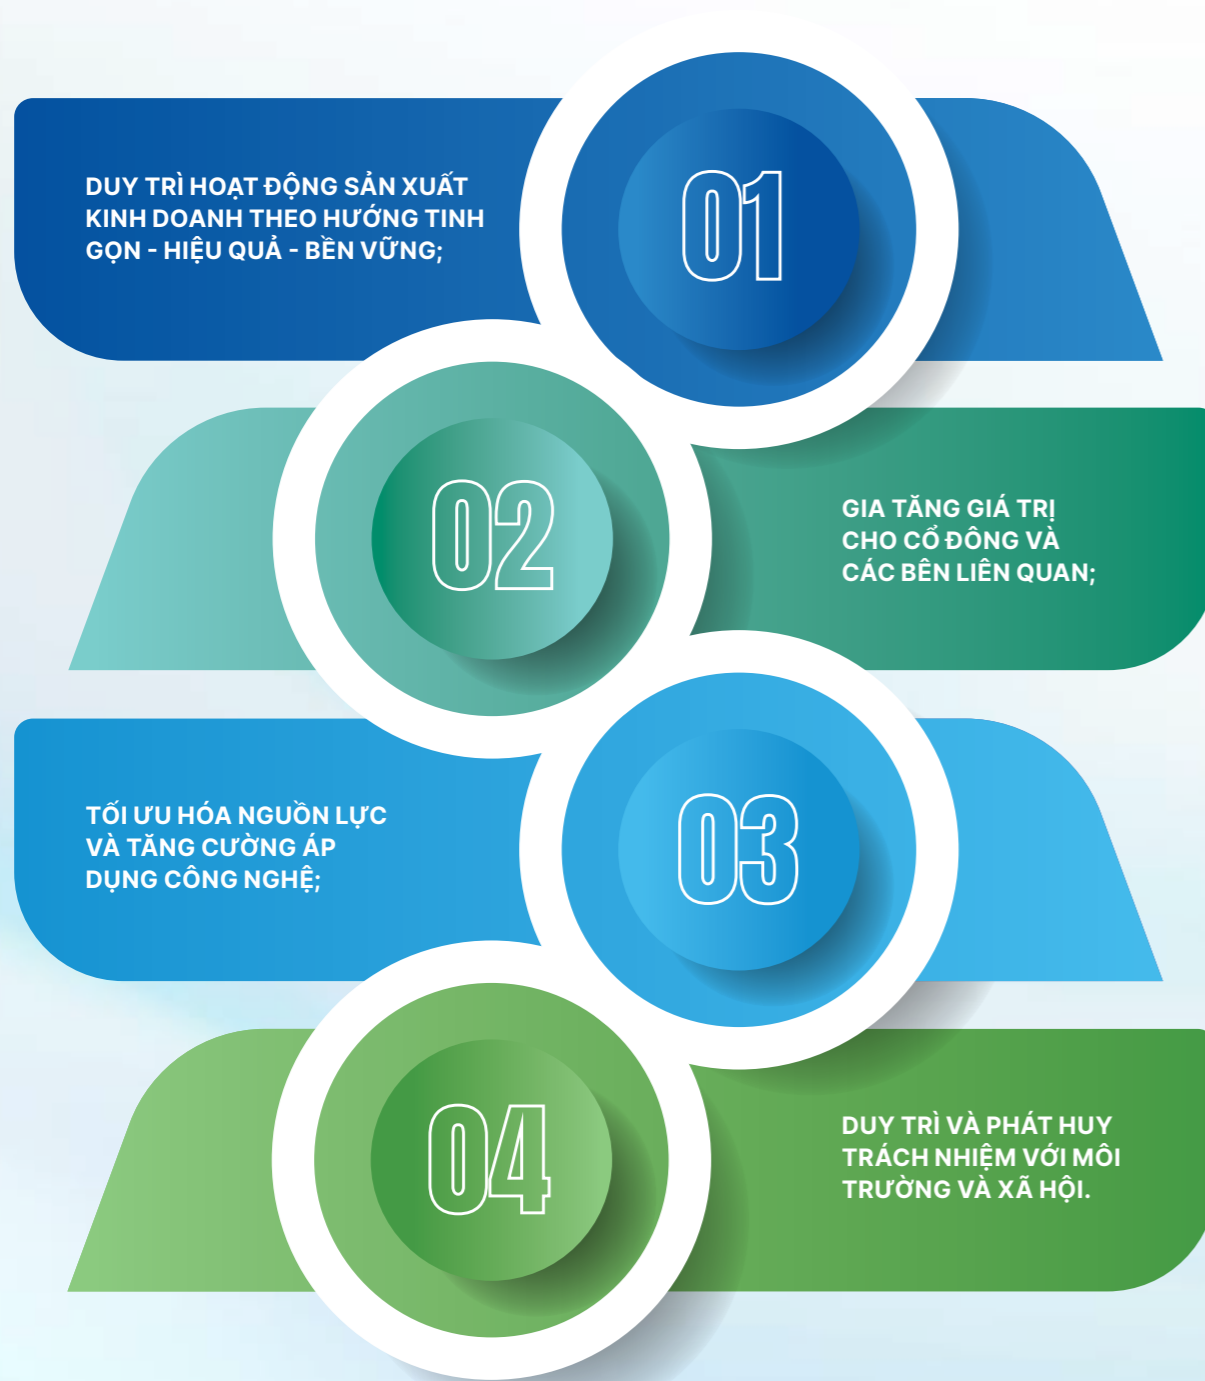 DUY TRÌ HOẠT ĐỘNG SẢN XUẤT
KINH DOANH THEO HƯỚNG TINH
GỌN - HIỆU QUẢ - BỀN VỮNG;
01
02
GIA TĂNG GIÁ TRỊ
CHO CỔ ĐÔNG VÀ
CÁC BÊN LIÊN QUAN;
TỐI ƯU HÓA NGUỒN LỰC
VÀ TĂNG CƯỜNG ÁP
DỤNG CÔNG NGHỆ;
03
04
DUY TRÌ VÀ PHÁT HUY
TRÁCH NHIỆM VỚI MÔI
TRƯỜNG VÀ XÃ HỘI.